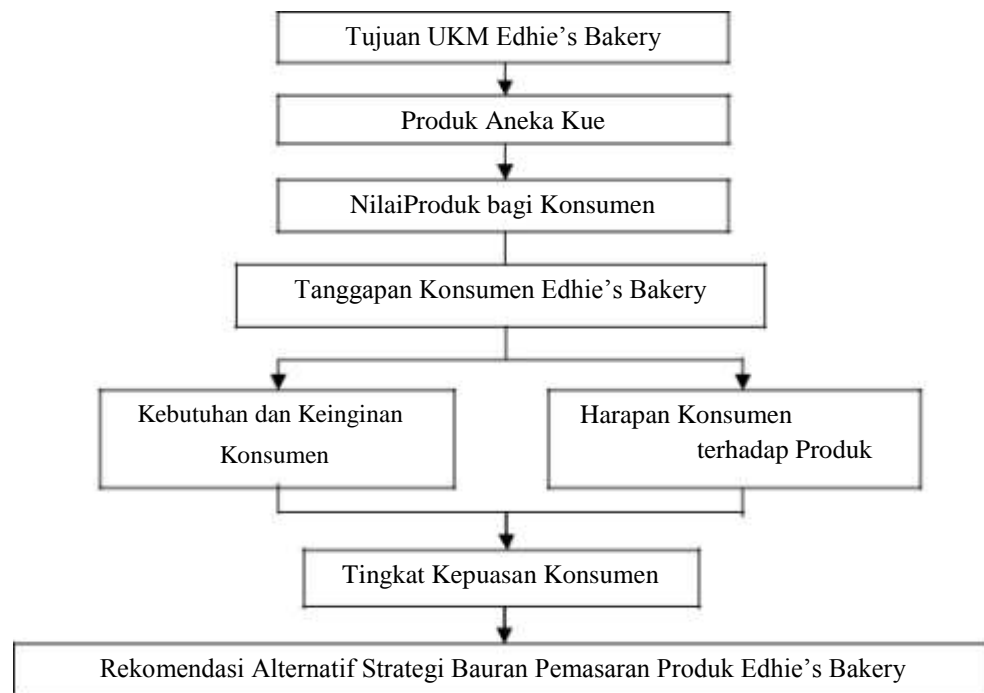 Tujuan UKM Edhie’s Bakery
Produk Aneka Kue
NilaiProduk bagi Konsumen
Tanggapan Konsumen Edhie’s Bakery
Kebutuhan dan Keinginan
Konsumen
Harapan Konsumen
terhadap Produk
Tingkat Kepuasan Konsumen
Rekomendasi Alternatif Strategi Bauran Pemasaran Produk Edhie’s Bakery